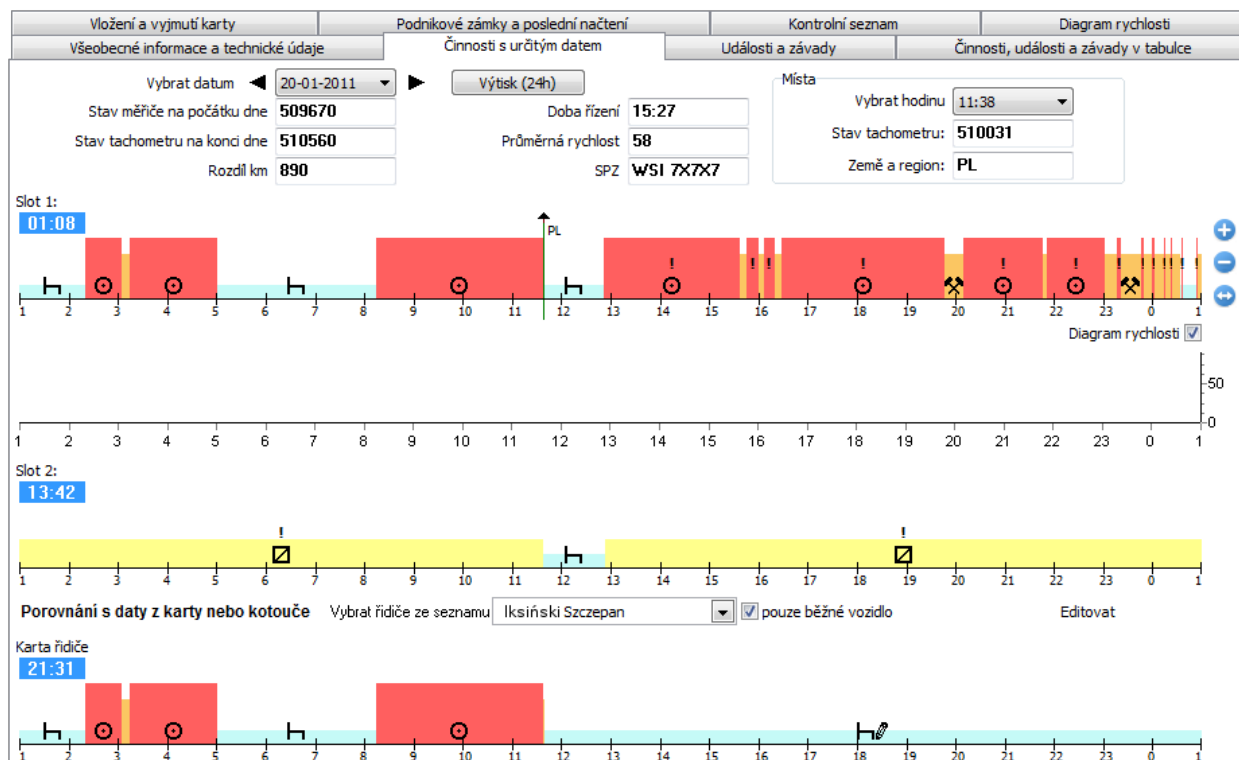 Vložení a vyjmutí karty Podnikové zámky a poslední načtení Kontrolní seznam Diagram rychlosti
Všeobecné informace a technické údaje Činnosti s určitým datem Události a závady Činnosti, události a závady v tabulce
Vybrat datum 20-01-2011 Výtisk (24h) Místa
Vybrat hodinu 11:38
Stav měřiče na počátku dne 509670 Doba řízení 15:27
Stav tachometru: 510031
Stav tachometru na konci dne 510560 Průměrná rychlost 58
Rozdíl km 890 SPZ WSI 7X7X7 Země a region: PL
Slot 1:
01:08
PL
! ! ! ! ! ! ! ! ! ! ! ! !
1 2 3 4 5 6 7 8 9 10 11 12 13 14 15 16 17 18 19 20 21 22 23 0 1
Diagram rychlosti
50
0
1 2 3 4 5 6 7 8 9 10 11 12 13 14 15 16 17 18 19 20 21 22 23 0 1
Slot 2:
13:42
! !
1 2 3 4 5 6 7 8 9 10 11 12 13 14 15 16 17 18 19 20 21 22 23 0 1
Porovnání s daty z karty nebo kotouče Vybrat řidiče ze seznamu Iksiński Szczepan pouze běžné vozidlo Editovat
Karta řidiče
21:31
1 2 3 4 5 6 7 8 9 10 11 12 13 14 15 16 17 18 19 20 21 22 23 0 1